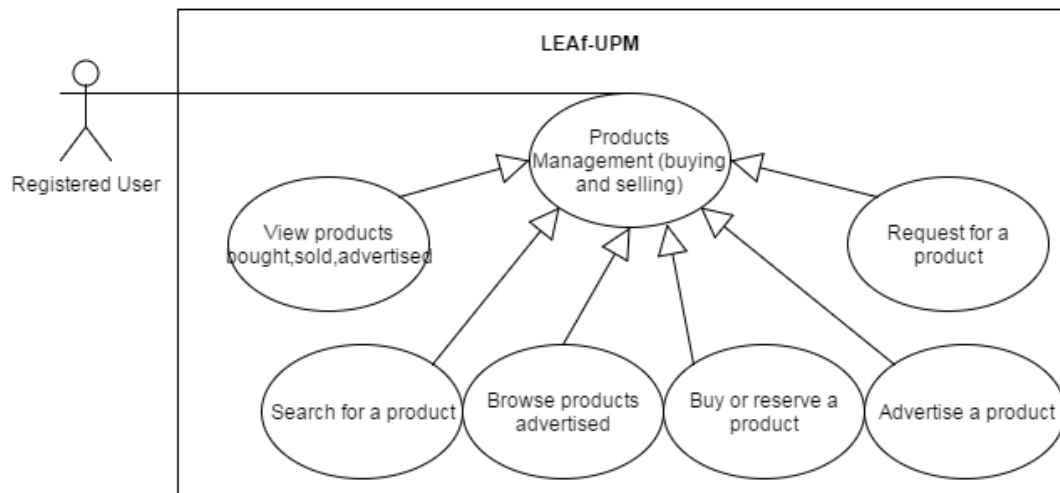 LEAf-UPM
Registered User
Products
Management (buying
and selling)
View products
bought,sold,advertised
Request for a
product
Search for a product
Browse products
advertised
Buy or reserve a
product
Advertise a product